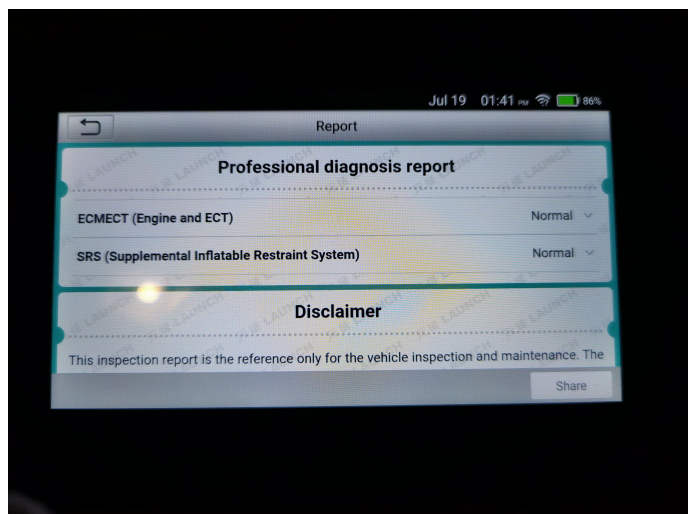 Jul 19 01:41 PM 86%
Report
Professional diagnosis report
ECMECT (Engine and ECT) Normal
SRS (Supplemental Inflatable Restraint System) Normal
Disclaimer
This inspection report is the reference only for the vehicle inspection and maintenance. The
Share